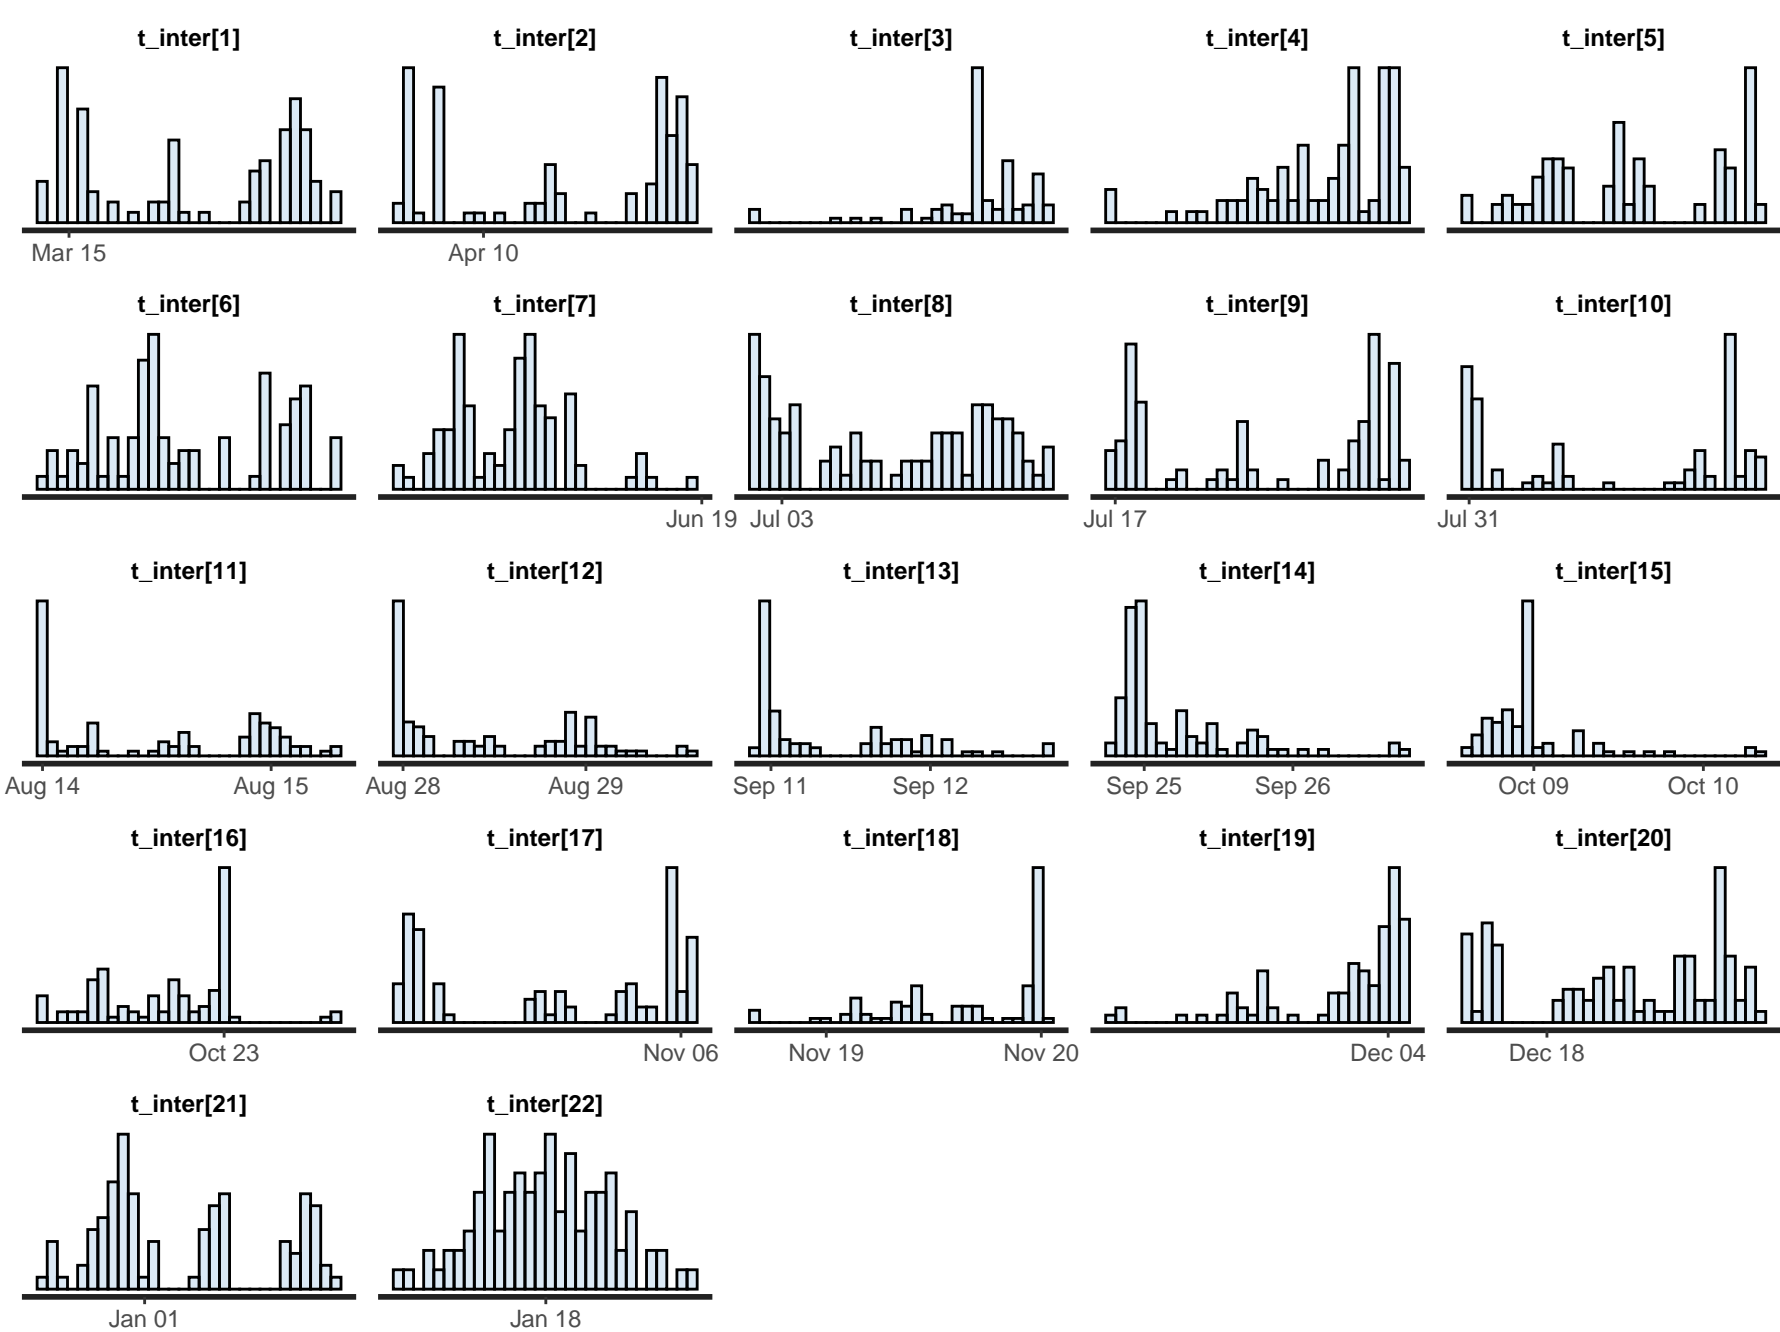 t_inter[1] t_inter[2] t_inter[3] t_inter[4] t_inter[5]
Mar 15 Apr 10
t_inter[6] t_inter[7] t_inter[8] t_inter[9] t_inter[10]
Jun 19 Jul 03 Jul 17 Jul 31
t_inter[11] t_inter[12] t_inter[13] t_inter[14] t_inter[15]
Aug 14 Aug 15 Aug 28 Aug 29 Sep 11 Sep 12 Sep 25 Sep 26 Oct 09 Oct 10
t_inter[16] t_inter[17] t_inter[18] t_inter[19] t_inter[20]
Oct 23 Nov 06 Nov 19 Nov 20 Dec 04 Dec 18
t_inter[21] t_inter[22]
Jan 01 Jan 18